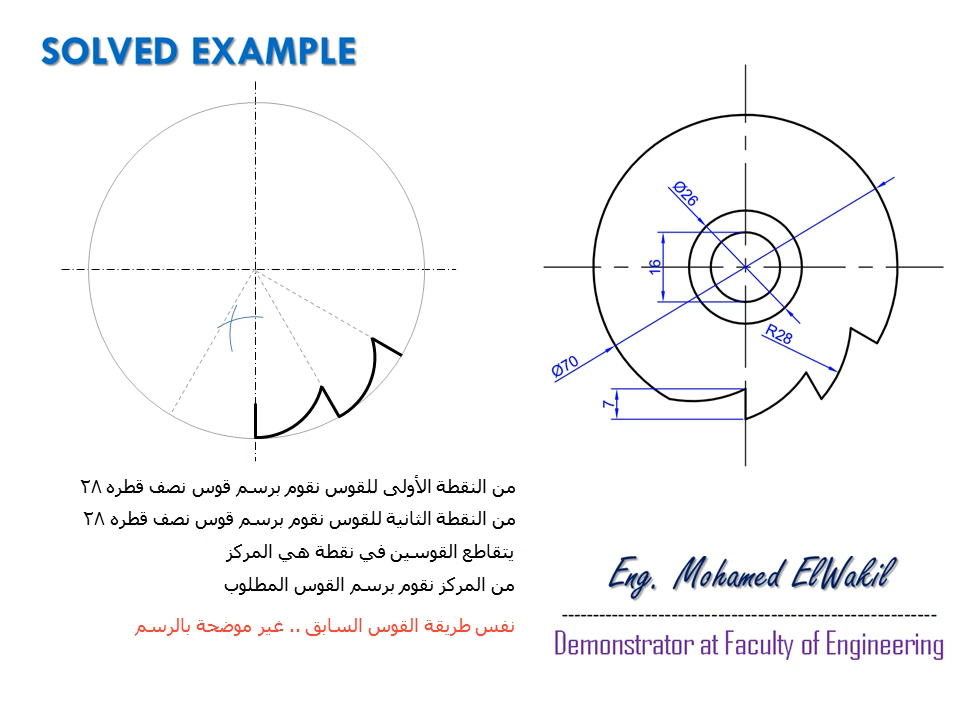 SOLVED EXAMPLE
Ø26
16
R28
Ø70
7
من النقطة الأولى للقوس نقوم برسم قوس نصف قطره ٢٨
من النقطة الثانية للقوس نقوم برسم قوس نصف قطره ٢٨
يتقاطع القوسين في نقطة هي المركز
من المركز نقوم برسم القوس المطلوب
نفس طريقة القوس السابق .. غير موضحة بالرسم
Eng. Mohamed ElWakil
Demonstrator at Faculty of Engineering